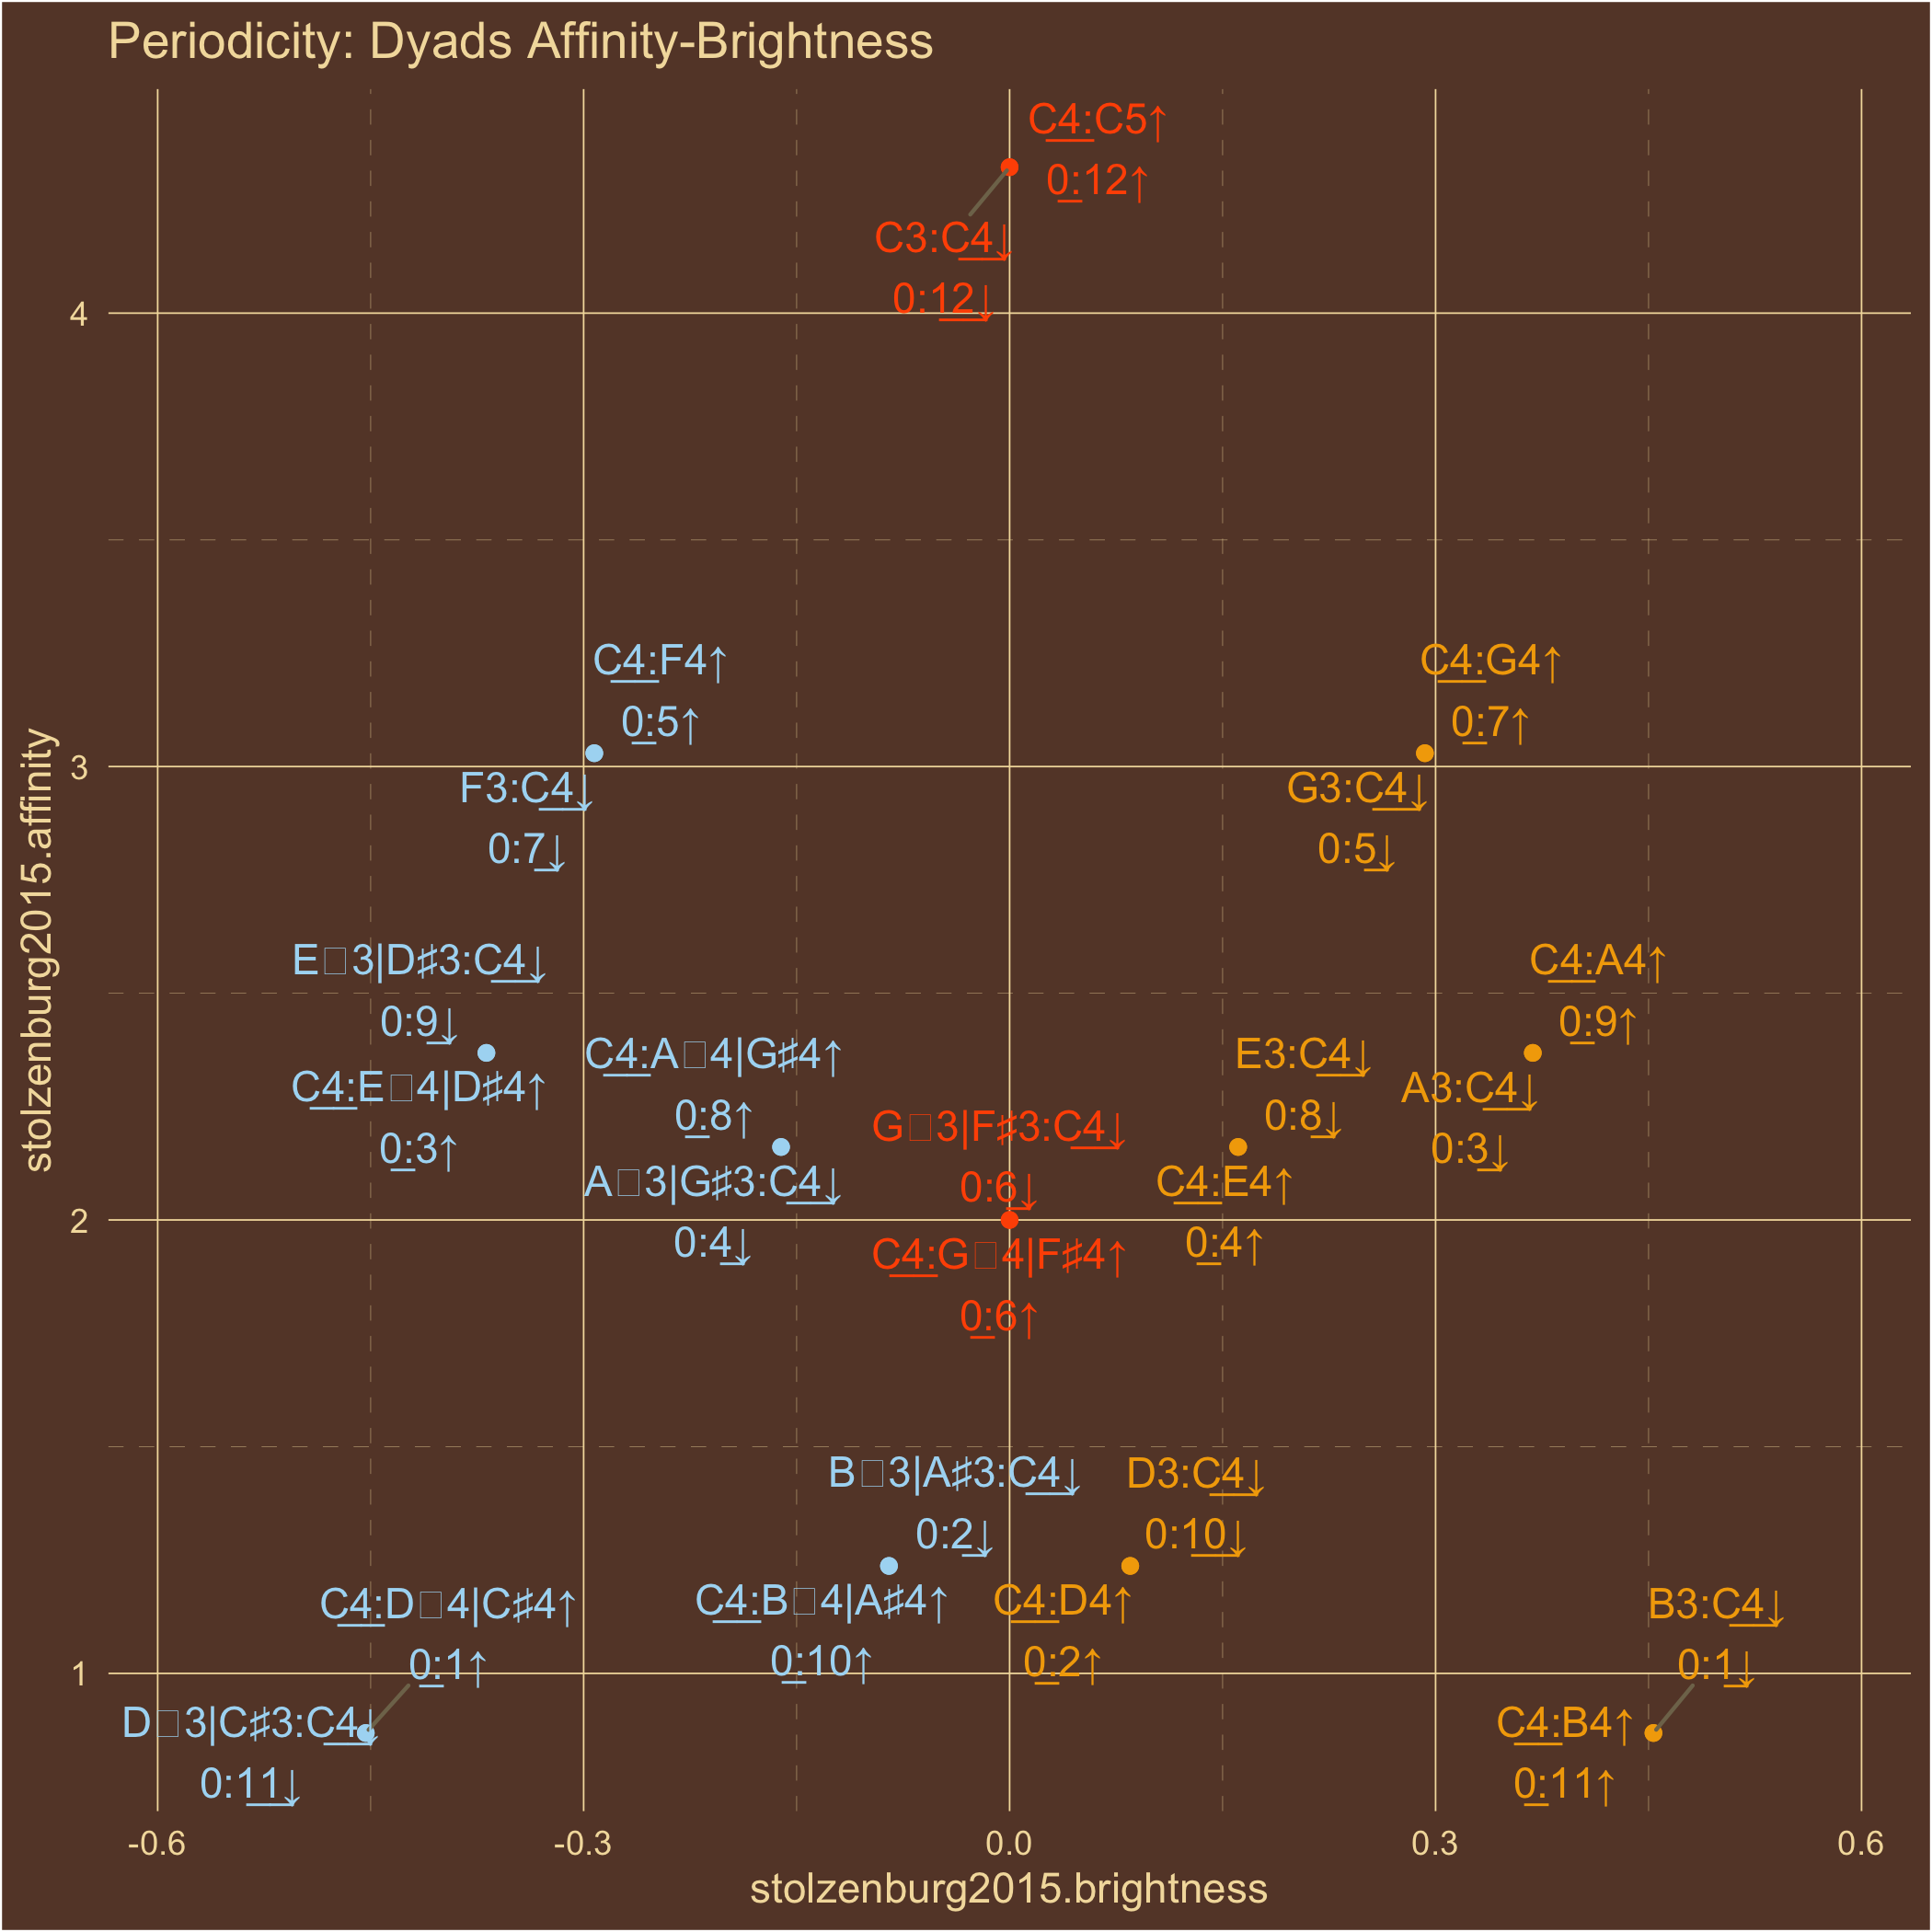 Periodicity: Dyads Affinity-Brightness
C4:C5↑
0:12↑
C3:C4↓
0:12↓
4
C4:F4↑
0:5↑
F3:C4↓
0:7↓
C4:G4↑
0:7↑
G3:C4↓
0:5↓
3
stolzenburg2015.affinity
E□3|D♯3:C4↓
0:9↓
C4:E□4|D♯4↑
0:3↑
C4:A□4|G♯4↑
0:8↑
A□3|G♯3:C4↓
0:4↓
G□3|F♯3:C4↓
0:6↓
C4:G□4|F♯4↑
0:6↑
E3:C4↓
0:8↓
C4:E4↑
0:4↑
C4:A4↑
0:9↑
A3:C4↓
0:3↓
2
B□3|A♯3:C4↓
0:2↓
C4:B□4|A♯4↑
0:10↑
D3:C4↓
0:10↓
C4:D4↑
0:2↑
C4:D□4|C♯4↑
0:1↑
D□3|C♯3:C4↓
0:11↓
B3:C4↓
0:1↓
C4:B4↑
0:11↑
1
-0.6 -0.3 0.0 0.3 0.6
stolzenburg2015.brightness